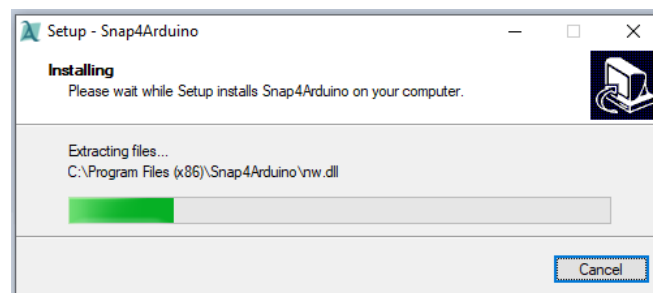 Setup - Snap4Arduino
Installing
Please wait while Setup installs Snap4Arduino on your computer.
Extracting files...
C:\Program Files (x86)\Snap4Arduino\nw.dll
Cancel